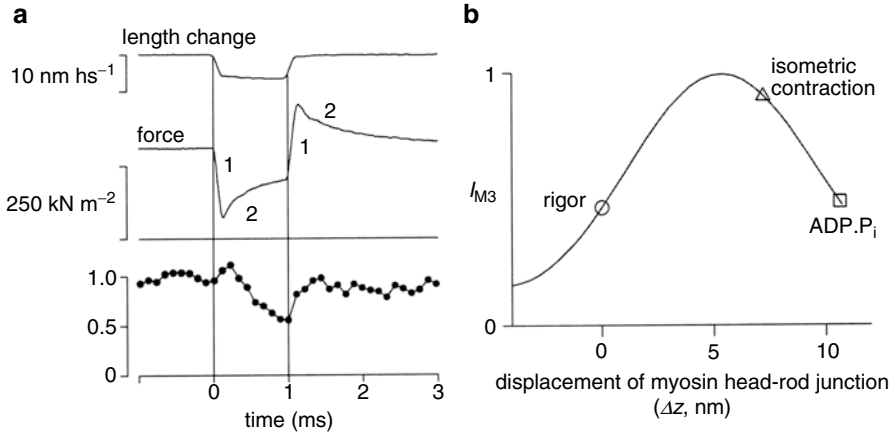 a
length change
10 nm hs⁻¹
force
1
2
1
2
250 kN m⁻²
1.0
0.5
0
0
1
2
3
time (ms)
b
1
isometric
contraction
I_M3
rigor
ADP.Pᵢ
0
0
5
10
displacement of myosin head-rod junction
(Δz, nm)